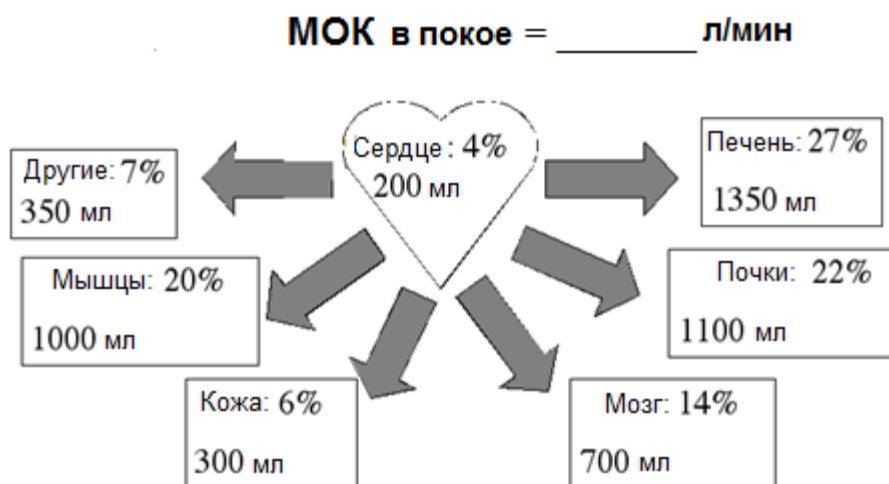 МОК в покое = _______ л/мин
Сердце: 4%
200 мл
Другие: 7%
350 мл
Печень: 27%
1350 мл
Мышцы: 20%
1000 мл
Почки: 22%
1100 мл
Кожа: 6%
300 мл
Мозг: 14%
700 мл